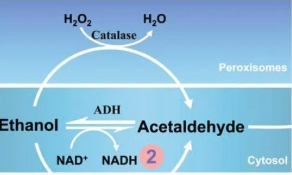 H₂O₂ H₂O
Catalase
Peroxisomes
ADH
Ethanol Acetaldehyde
NAD⁺ NADH 2
Cytosol